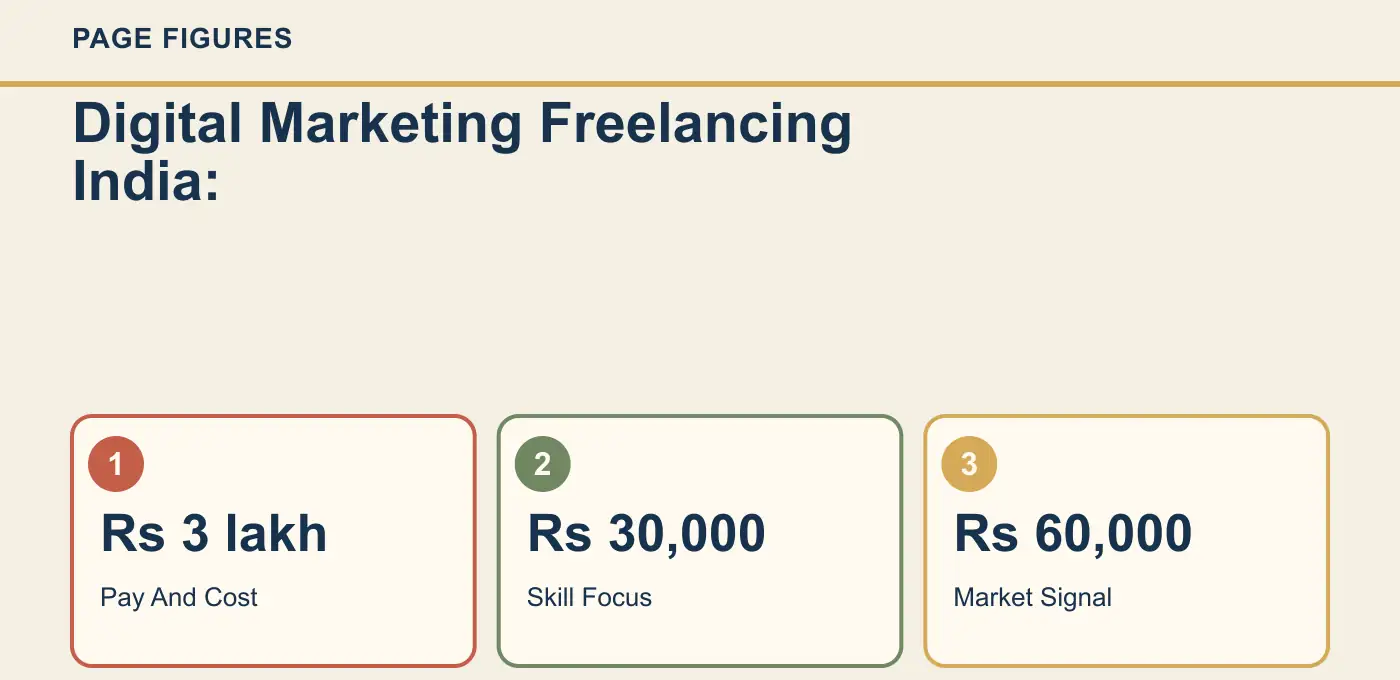 PAGE FIGURES
Digital Marketing Freelancing
India:
1
Rs 3 lakh
Pay And Cost
2
Rs 30,000
Skill Focus
3
Rs 60,000
Market Signal